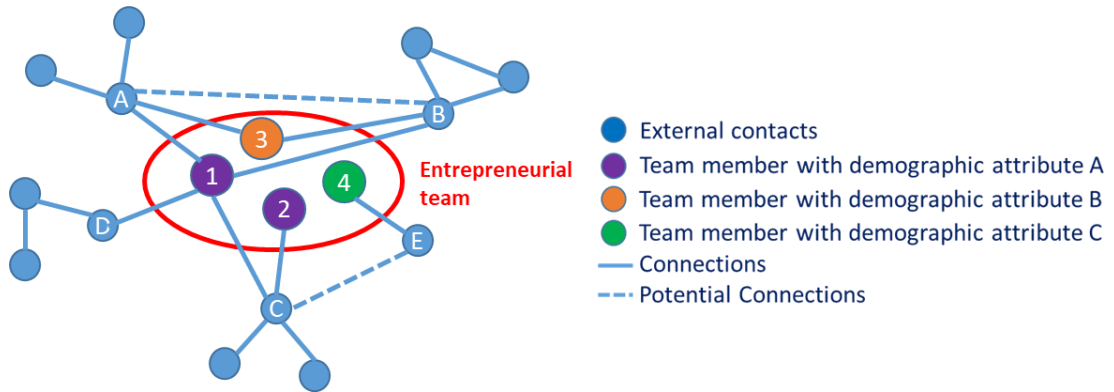 A
B
3
1
4
2
Entrepreneurial
team
D
E
C
External contacts
Team member with demographic attribute A
Team member with demographic attribute B
Team member with demographic attribute C
Connections
Potential Connections